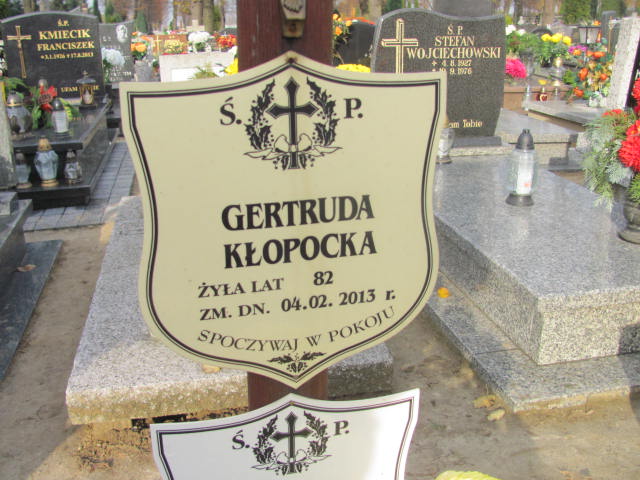 Ś.P.
KMIECIK
FRANCISZEK
Ś.P.
STEFAN
WOJCIECHOWSKI
Ś. P.
GERTRUDA
KŁOPOCKA
ŻYŁA LAT 82
ZM. DN. 04.02. 2013 r.
SPOCZYWAJ W POKOJU
Ś. P.